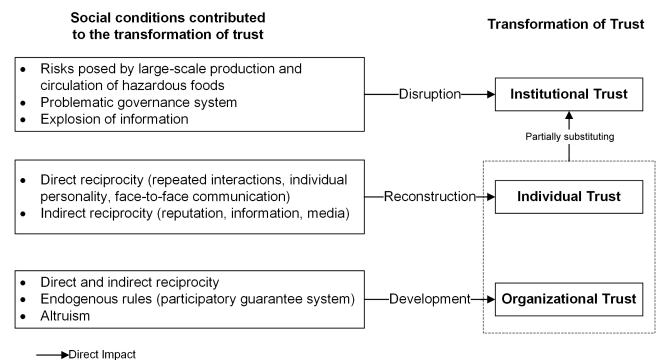 Social conditions contributed
to the transformation of trust
Transformation of Trust
• Risks posed by large-scale production and
circulation of hazardous foods
• Problematic governance system
• Explosion of information
Disruption
Institutional Trust
Partially substituting
• Direct reciprocity (repeated interactions, individual
personality, face-to-face communication)
• Indirect reciprocity (reputation, information, media)
Reconstruction
Individual Trust
• Direct and indirect reciprocity
• Endogenous rules (participatory guarantee system)
• Altruism
Development
Organizational Trust
Direct Impact